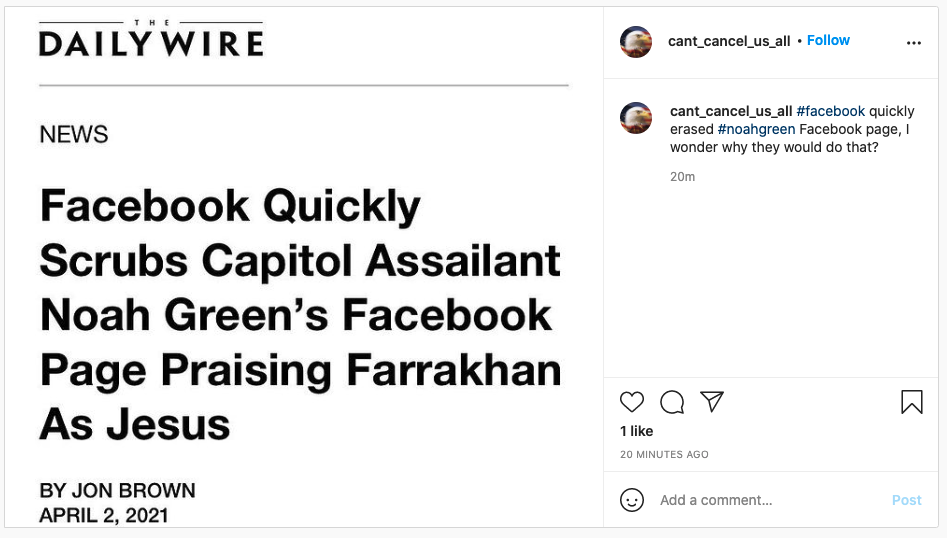 THE
DAILY WIRE
NEWS
Facebook Quickly
Scrubs Capitol Assailant
Noah Green’s Facebook
Page Praising Farrakhan
As Jesus
BY JON BROWN
APRIL 2, 2021
cant_cancel_us_all • Follow
cant_cancel_us_all #facebook quickly
erased #noahgreen Facebook page, I
wonder why they would do that?
20m
1 like
20 MINUTES AGO
Add a comment...
Post